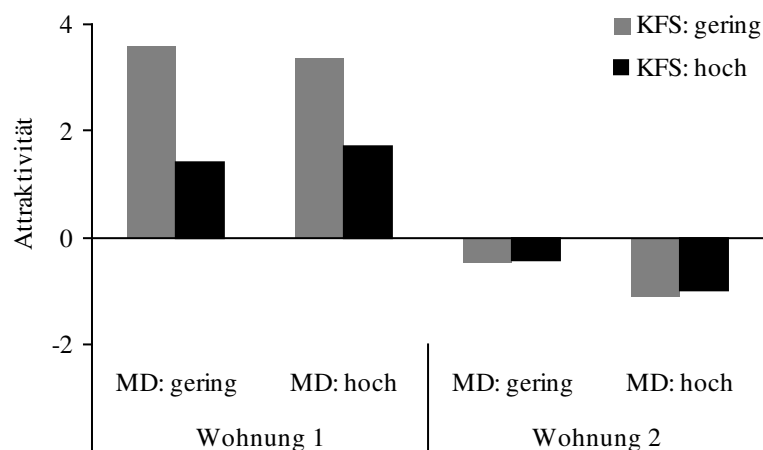 4
KFS: gering
KFS: hoch
2
Attraktivität
0
-2
MD: gering MD: hoch MD: gering MD: hoch
Wohnung 1 Wohnung 2